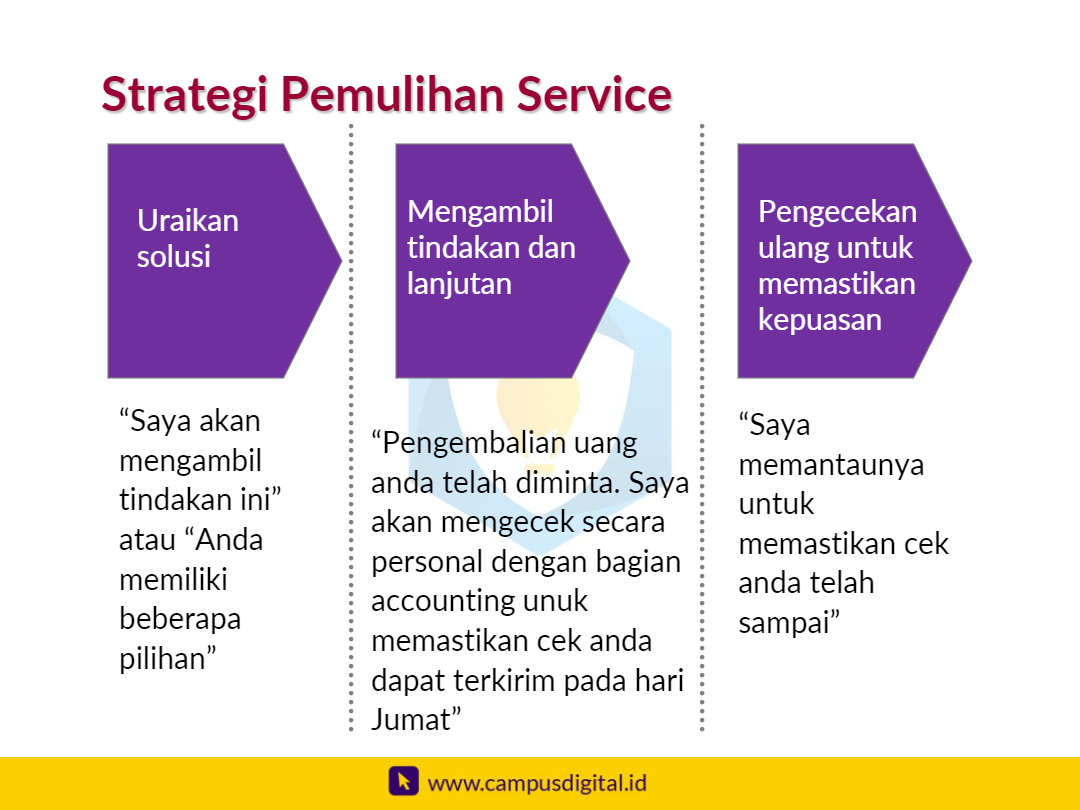 Strategi Pemulihan Service
Uraikan
solusi
“Saya akan
mengambil
tindakan ini”
atau “Anda
memiliki
beberapa
pilihan”
Mengambil
tindakan dan
lanjutan
“Pengembalian uang
anda telah diminta. Saya
akan mengecek secara
personal dengan bagian
accounting unuk
memastikan cek anda
dapat terkirim pada hari
Jumat”
Pengecekan
ulang untuk
memastikan
kepuasan
“Saya
memantaunya
untuk
memastikan cek
anda telah
sampai”
www.campusdigital.id